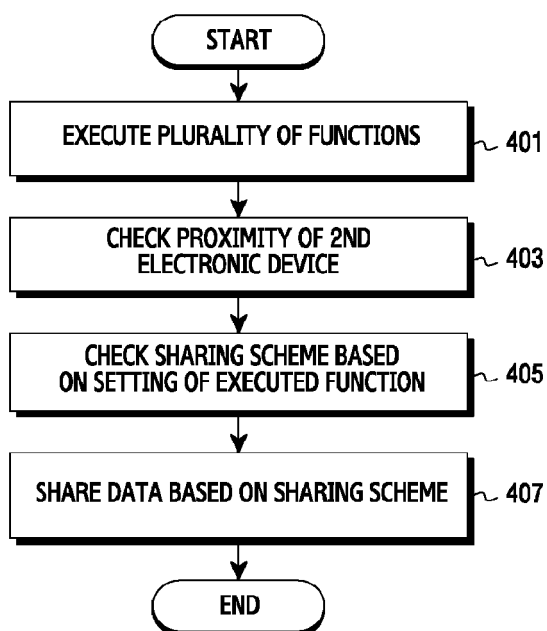 START
EXECUTE PLURALITY OF FUNCTIONS
401
CHECK PROXIMITY OF 2ND
ELECTRONIC DEVICE
403
CHECK SHARING SCHEME BASED
ON SETTING OF EXECUTED FUNCTION
405
SHARE DATA BASED ON SHARING SCHEME
407
END